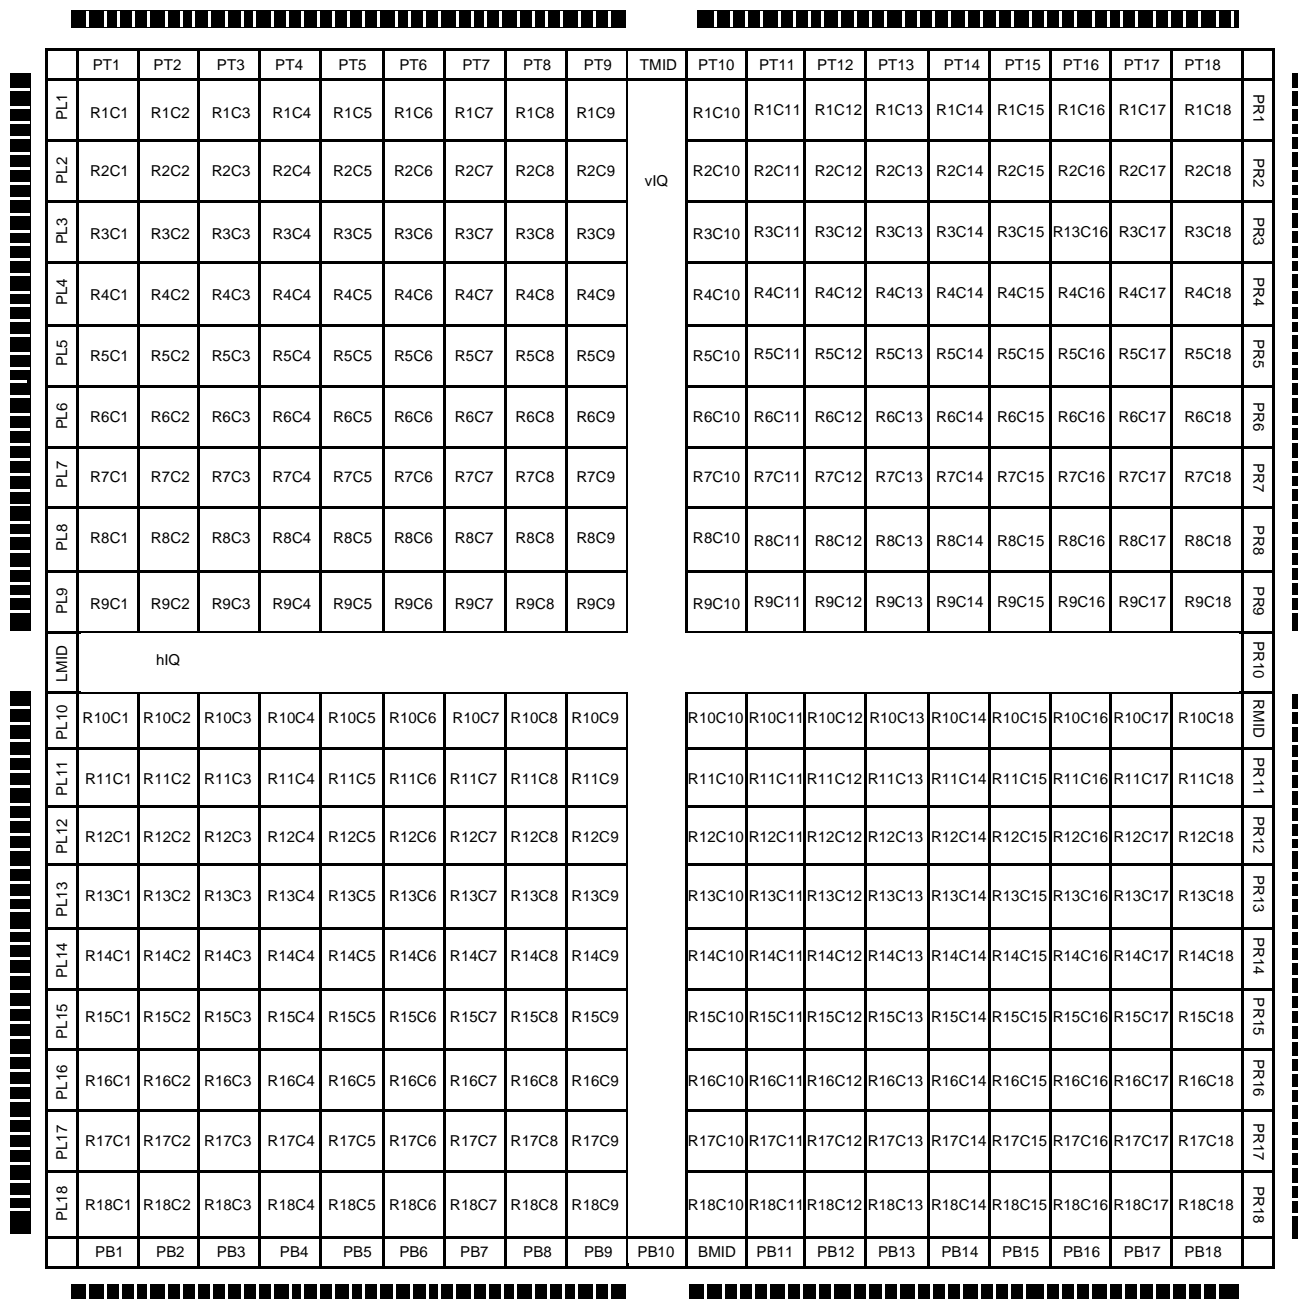 PT1 PT2 PT3 PT4 PT5 PT6 PT7 PT8 PT9 TMID PT10 PT11 PT12 PT13 PT14 PT15 PT16 PT17 PT18
PL1 R1C1 R1C2 R1C3 R1C4 R1C5 R1C6 R1C7 R1C8 R1C9 R1C10 R1C11 R1C12 R1C13 R1C14 R1C15 R1C16 R1C17 R1C18 PR1
PL2 R2C1 R2C2 R2C3 R2C4 R2C5 R2C6 R2C7 R2C8 R2C9 vIQ R2C10 R2C11 R2C12 R2C13 R2C14 R2C15 R2C16 R2C17 R2C18 PR2
PL3 R3C1 R3C2 R3C3 R3C4 R3C5 R3C6 R3C7 R3C8 R3C9 R3C10 R3C11 R3C12 R3C13 R3C14 R3C15 R13C16 R3C17 R3C18 PR3
PL4 R4C1 R4C2 R4C3 R4C4 R4C5 R4C6 R4C7 R4C8 R4C9 R4C10 R4C11 R4C12 R4C13 R4C14 R4C15 R4C16 R4C17 R4C18 PR4
PL5 R5C1 R5C2 R5C3 R5C4 R5C5 R5C6 R5C7 R5C8 R5C9 R5C10 R5C11 R5C12 R5C13 R5C14 R5C15 R5C16 R5C17 R5C18 PR5
PL6 R6C1 R6C2 R6C3 R6C4 R6C5 R6C6 R6C7 R6C8 R6C9 R6C10 R6C11 R6C12 R6C13 R6C14 R6C15 R6C16 R6C17 R6C18 PR6
PL7 R7C1 R7C2 R7C3 R7C4 R7C5 R7C6 R7C7 R7C8 R7C9 R7C10 R7C11 R7C12 R7C13 R7C14 R7C15 R7C16 R7C17 R7C18 PR7
PL8 R8C1 R8C2 R8C3 R8C4 R8C5 R8C6 R8C7 R8C8 R8C9 R8C10 R8C11 R8C12 R8C13 R8C14 R8C15 R8C16 R8C17 R8C18 PR8
PL9 R9C1 R9C2 R9C3 R9C4 R9C5 R9C6 R9C7 R9C8 R9C9 R9C10 R9C11 R9C12 R9C13 R9C14 R9C15 R9C16 R9C17 R9C18 PR9
LMID hIQ PR10
PL10 R10C1 R10C2 R10C3 R10C4 R10C5 R10C6 R10C7 R10C8 R10C9 R10C10 R10C11 R10C12 R10C13 R10C14 R10C15 R10C16 R10C17 R10C18 RMID
PL11 R11C1 R11C2 R11C3 R11C4 R11C5 R11C6 R11C7 R11C8 R11C9 R11C10 R11C11 R11C12 R11C13 R11C14 R11C15 R11C16 R11C17 R11C18 PR11
PL12 R12C1 R12C2 R12C3 R12C4 R12C5 R12C6 R12C7 R12C8 R12C9 R12C10 R12C11 R12C12 R12C13 R12C14 R12C15 R12C16 R12C17 R12C18 PR12
PL13 R13C1 R13C2 R13C3 R13C4 R13C5 R13C6 R13C7 R13C8 R13C9 R13C10 R13C11 R13C12 R13C13 R13C14 R13C15 R13C16 R13C17 R13C18 PR13
PL14 R14C1 R14C2 R14C3 R14C4 R14C5 R14C6 R14C7 R14C8 R14C9 R14C10 R14C11 R14C12 R14C13 R14C14 R14C15 R14C16 R14C17 R14C18 PR14
PL15 R15C1 R15C2 R15C3 R15C4 R15C5 R15C6 R15C7 R15C8 R15C9 R15C10 R15C11 R15C12 R15C13 R15C14 R15C15 R15C16 R15C17 R15C18 PR15
PL16 R16C1 R16C2 R16C3 R16C4 R16C5 R16C6 R16C7 R16C8 R16C9 R16C10 R16C11 R16C12 R16C13 R16C14 R16C15 R16C16 R16C17 R16C18 PR16
PL17 R17C1 R17C2 R17C3 R17C4 R17C5 R17C6 R17C7 R17C8 R17C9 R17C10 R17C11 R17C12 R17C13 R17C14 R17C15 R17C16 R17C17 R17C18 PR17
PL18 R18C1 R18C2 R18C3 R18C4 R18C5 R18C6 R18C7 R18C8 R18C9 R18C10 R18C11 R18C12 R18C13 R18C14 R18C15 R18C16 R18C17 R18C18 PR18
PB1 PB2 PB3 PB4 PB5 PB6 PB7 PB8 PB9 PB10 BMID PB11 PB12 PB13 PB14 PB15 PB16 PB17 PB18